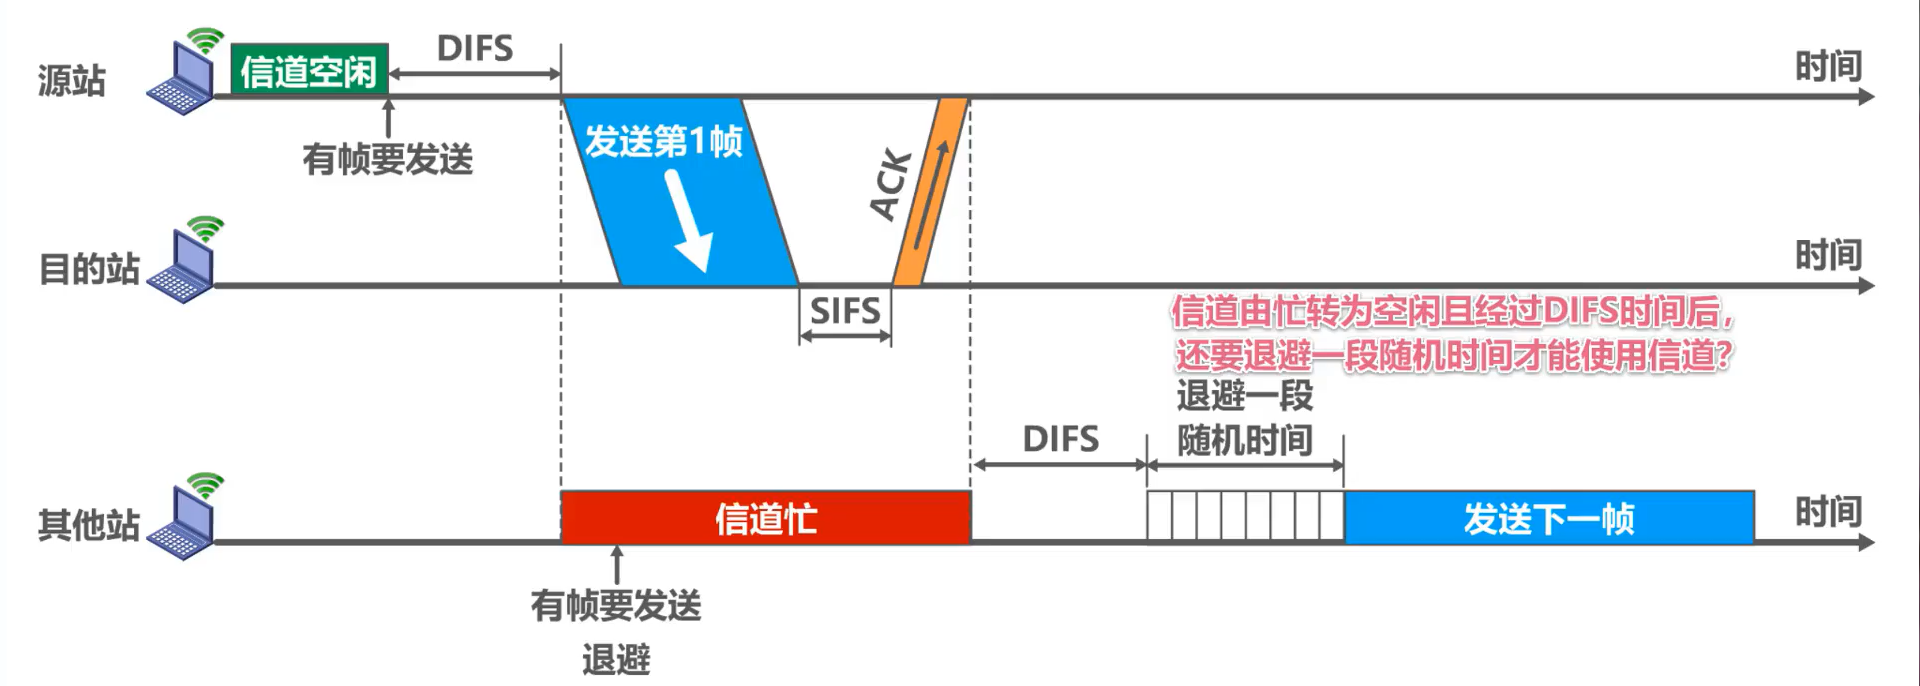 源站
信道空闲
DIFS
时间
有帧要发送
发送第1帧
ACK
目的站
时间
SIFS
信道由忙转为空闲且经过DIFS时间后，
还要退避一段随机时间才能使用信道？
退避一段
随机时间
DIFS
其他站
信道忙
发送下一帧
时间
有帧要发送
退避